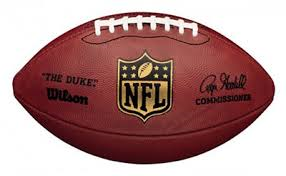 "THE DUKE"
Wilson
NFL
COMMISSIONER